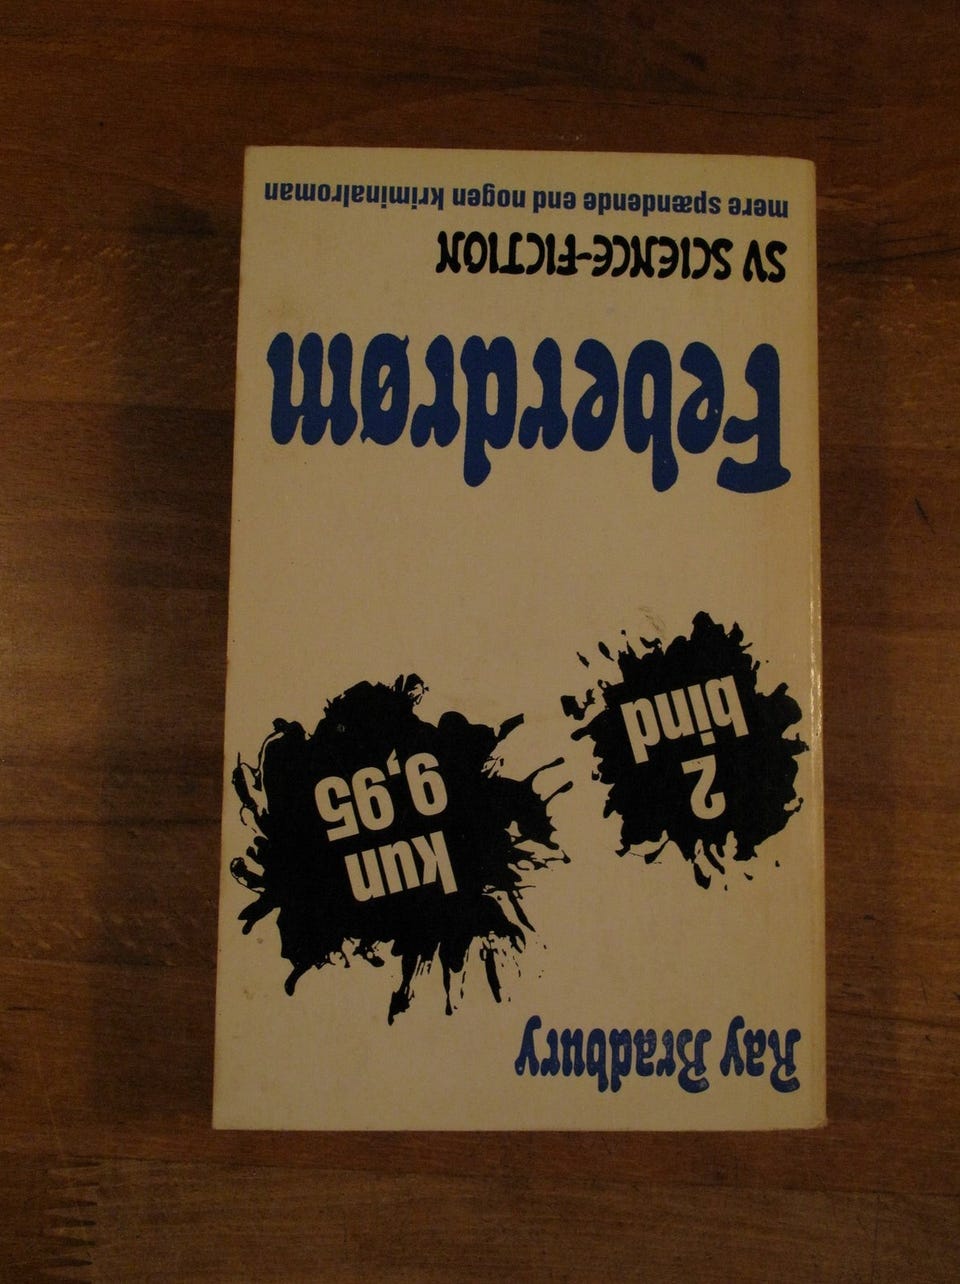 Ray Bradbury
kun
9,95
2
bind
Feberdrøm
SV SCIENCE-FICTION
mere spændende end nogen kriminalroman